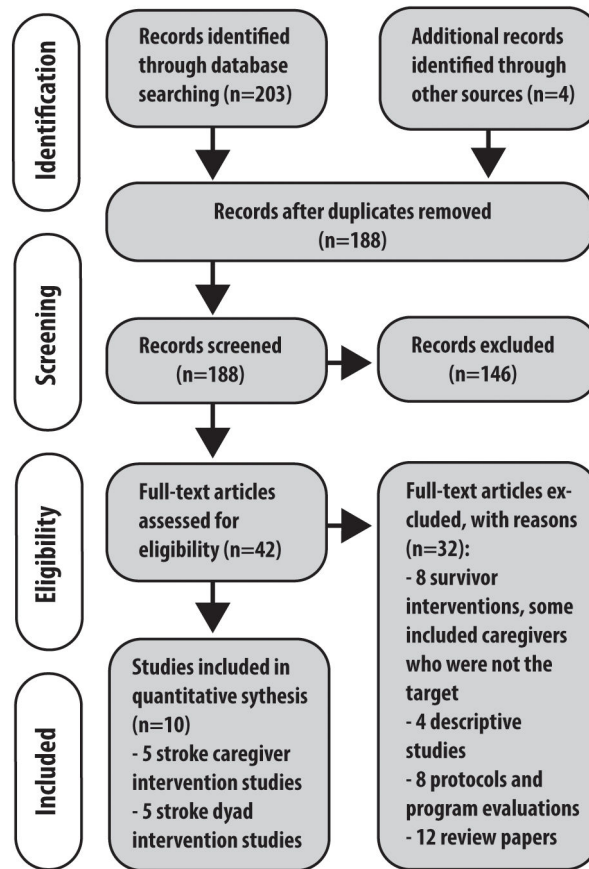 Identification
Records identified
through database
searching (n=203)
Additional records
identified through
other sources (n=4)
Records after duplicates removed
(n=188)
Screening
Records screened
(n=188)
Records excluded
(n=146)
Eligibility
Full-text articles
assessed for
eligibility (n=42)
Full-text articles ex-
cluded, with reasons
(n=32):
- 8 survivor
interventions, some
included caregivers
who were not the
target
- 4 descriptive
studies
- 8 protocols and
program evaluations
- 12 review papers
Included
Studies included in
quantitative sythesis
(n=10)
- 5 stroke caregiver
intervention studies
- 5 stroke dyad
intervention studies